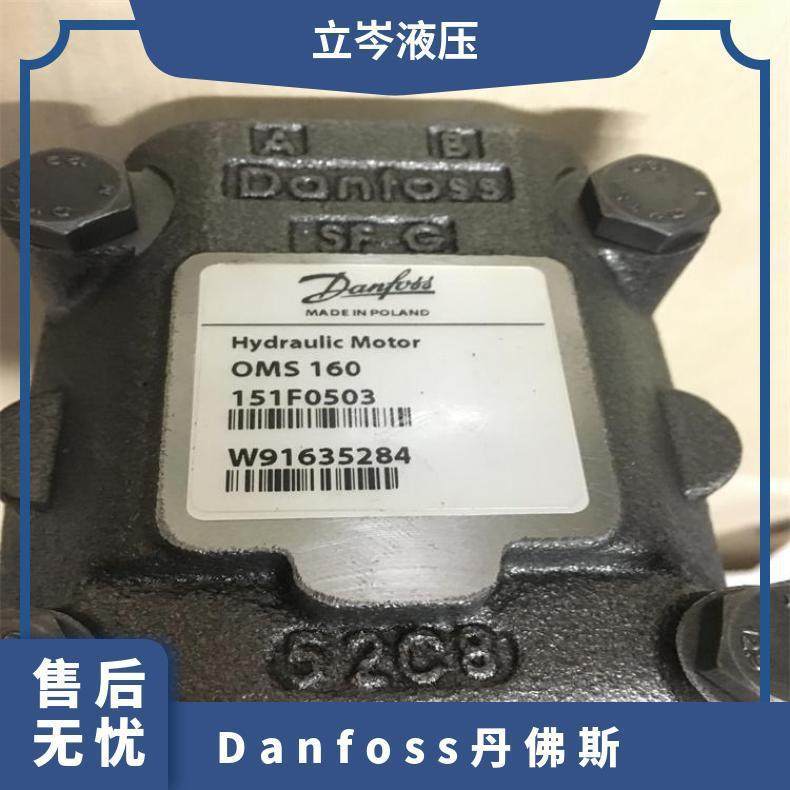 立岑液压
A B
Danfoss
SF G
Danfoss
MADE IN POLAND
Hydraulic Motor
OMS 160
151F0503
W91635284
G2C8
售后
无忧
Danfoss丹佛斯